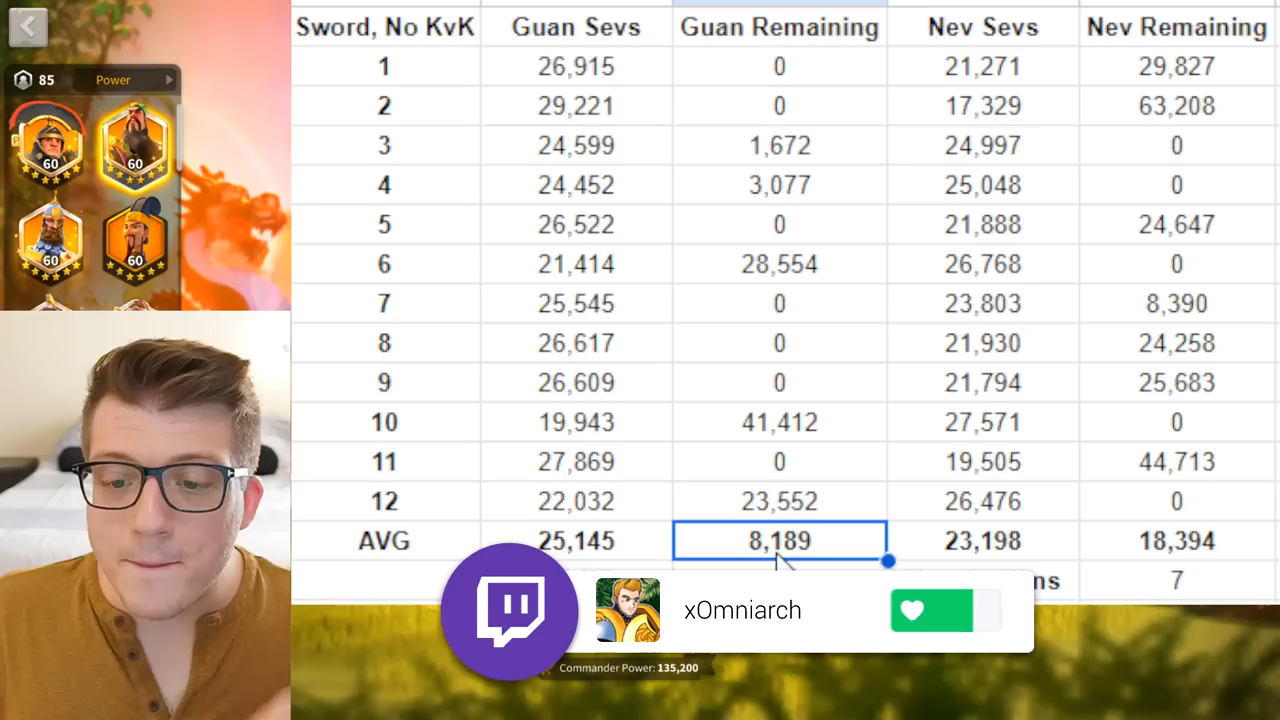 85 Power
60 60
60 60
Sword, No KvK Guan Sevs Guan Remaining Nev Sevs Nev Remaining
1 26,915 0 21,271 29,827
2 29,221 0 17,329 63,208
3 24,599 1,672 24,997 0
4 24,452 3,077 25,048 0
5 26,522 0 21,888 24,647
6 21,414 28,554 26,768 0
7 25,545 0 23,803 8,390
8 26,617 0 21,930 24,258
9 26,609 0 21,794 25,683
10 19,943 41,412 27,571 0
11 27,869 0 19,505 44,713
12 22,032 23,552 26,476 0
AVG 25,145 8,189 23,198 18,394
7
xOmniarch
Commander Power: 135,200